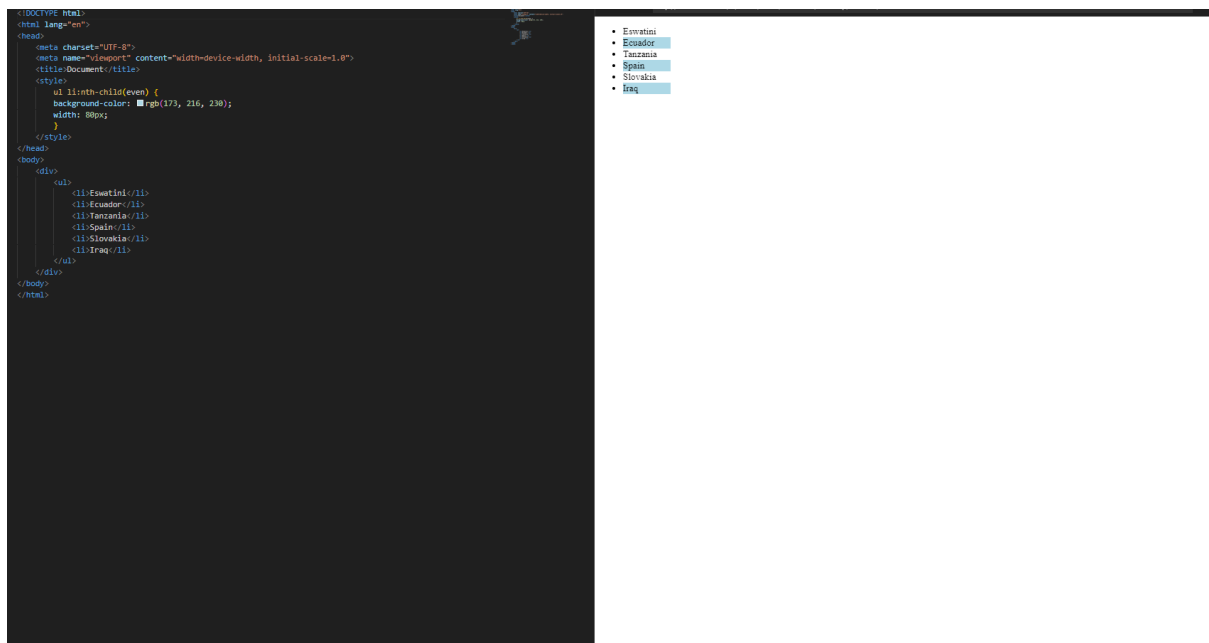 <!DOCTYPE html>
<html lang="en">
<head>
<meta charset="UTF-8">
<meta name="viewport" content="width=device-width, initial-scale=1.0">
<title>Document</title>
<style>
ul li:nth-child(even) {
background-color: rgb(173, 216, 230);
width: 80px;
}
</style>
</head>
<body>
<div>
<ul>
<li>Eswatini</li>
<li>Ecuador</li>
<li>Tanzania</li>
<li>Spain</li>
<li>Slovakia</li>
<li>Iraq</li>
</ul>
</div>
</body>
</html>
• Eswatini
• Ecuador
• Tanzania
• Spain
• Slovakia
• Iraq